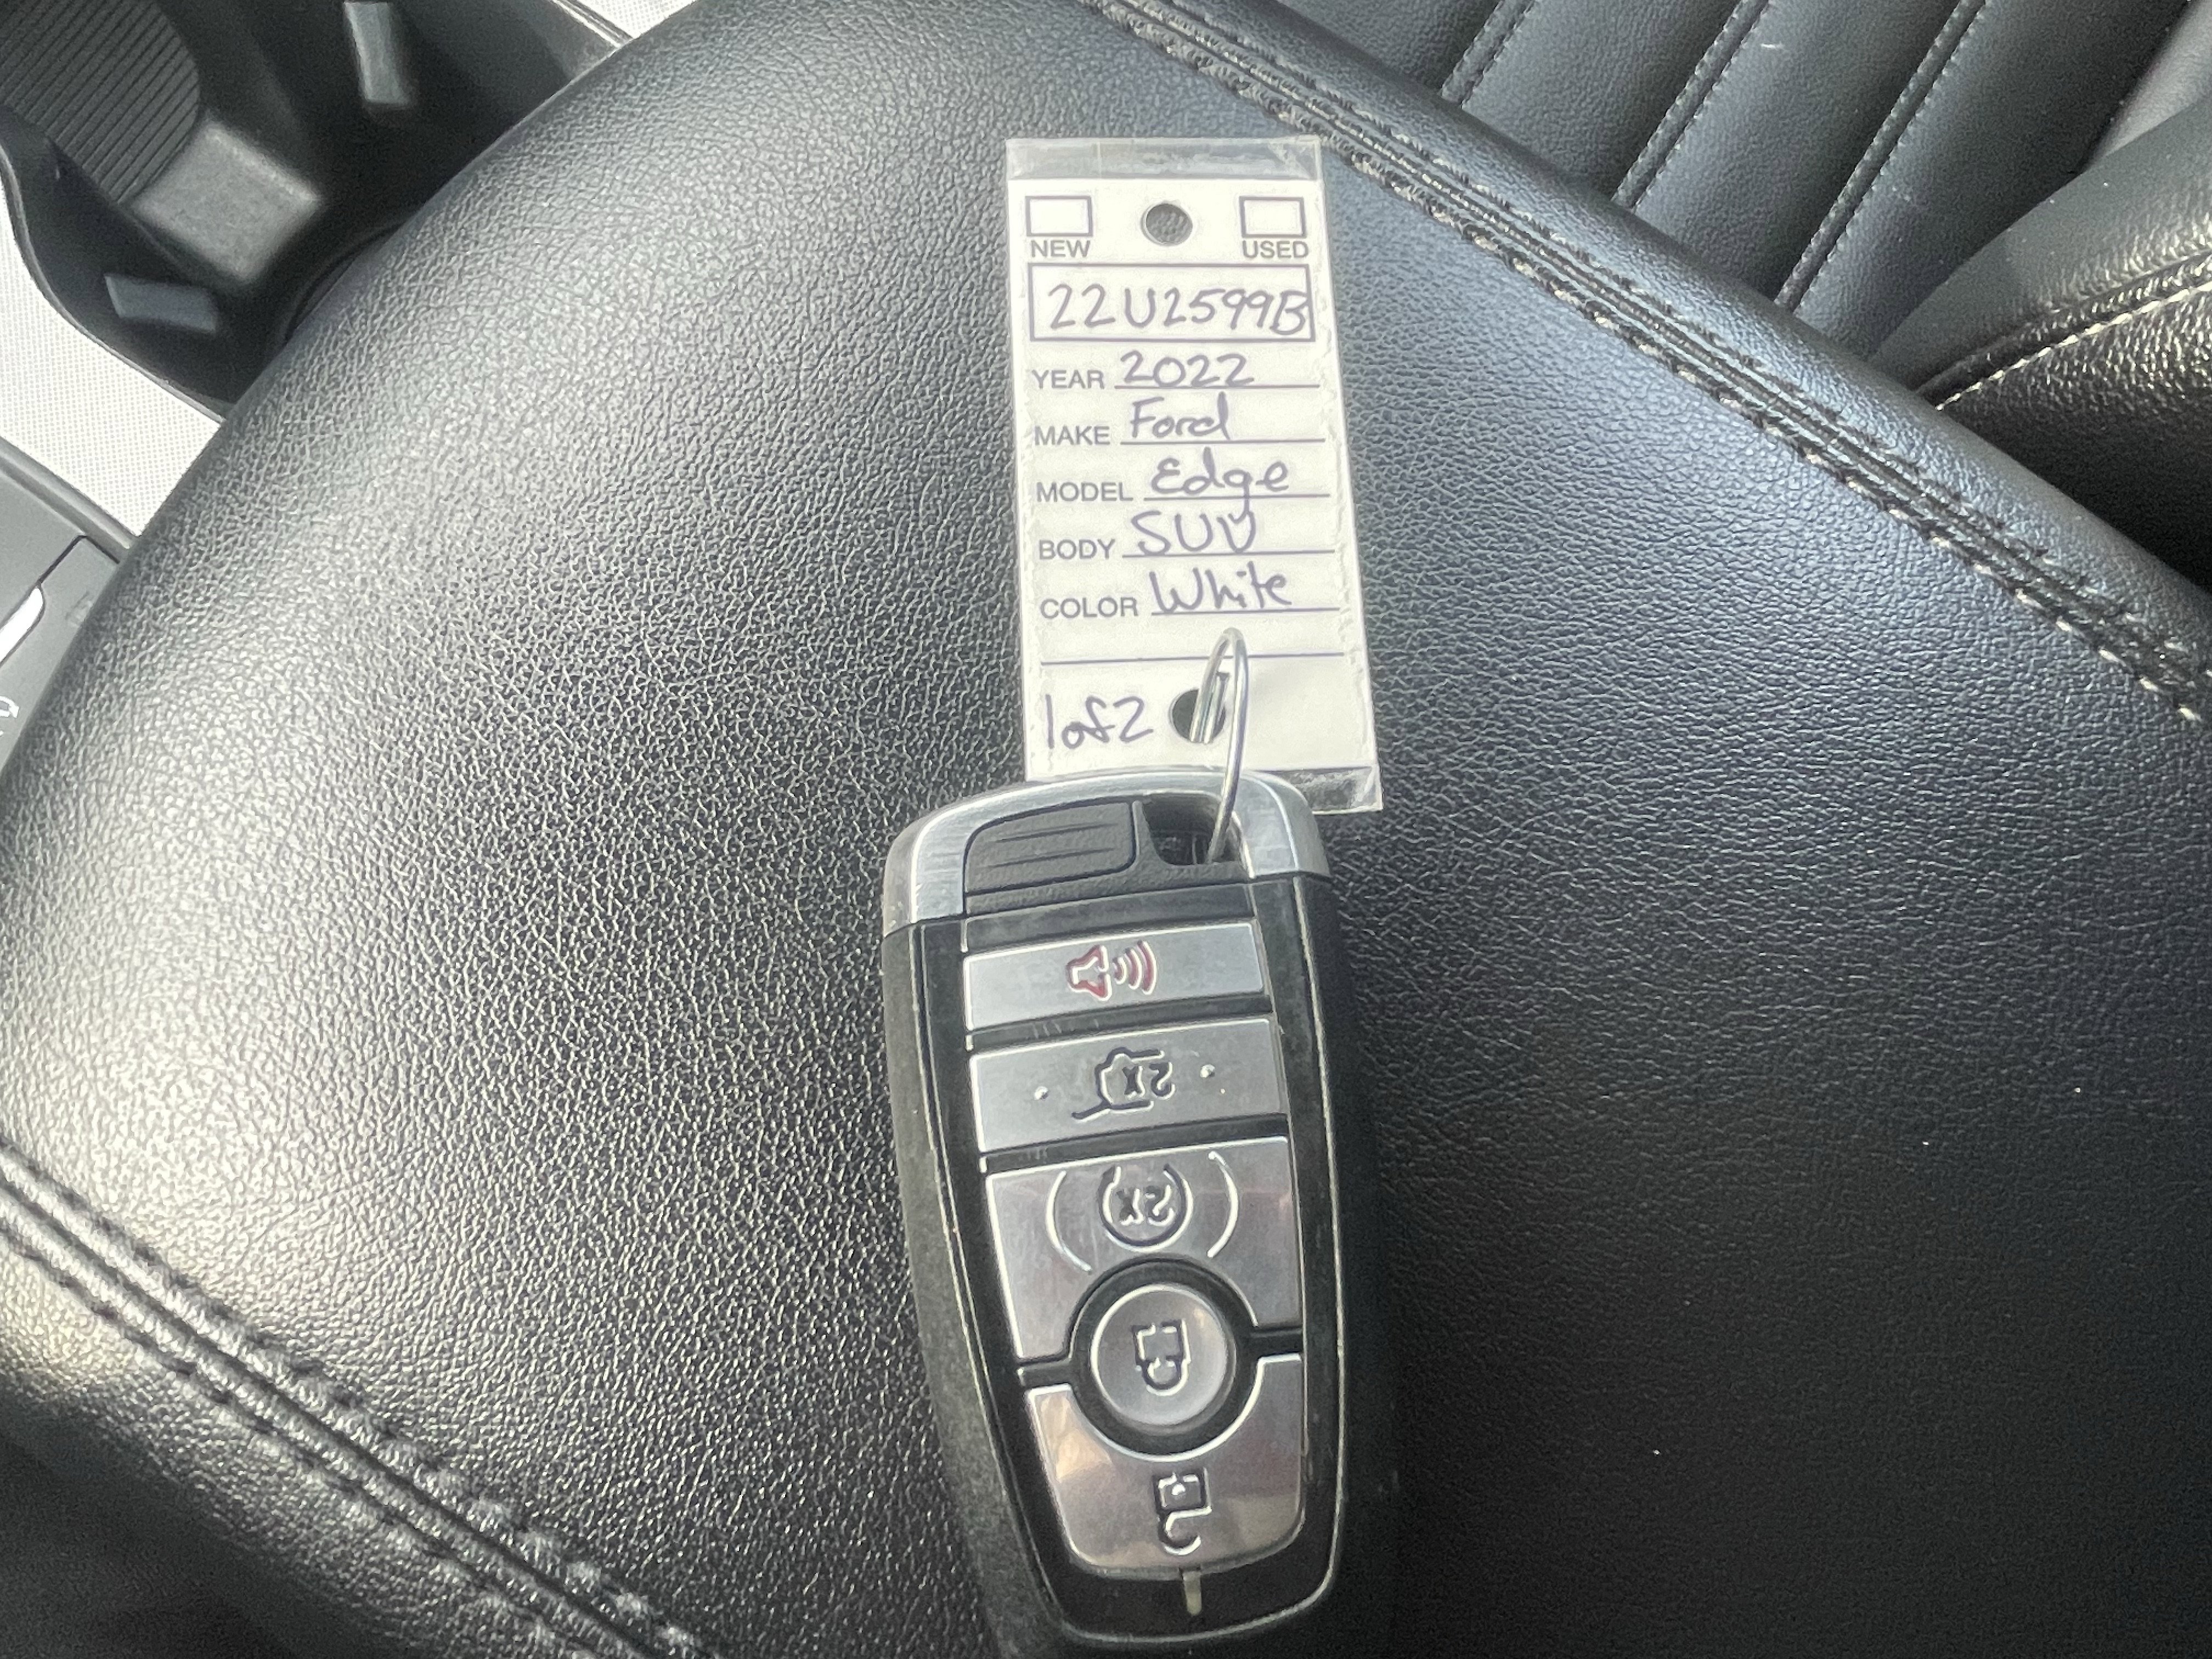 NEW USED
22U2599B
YEAR 2022
MAKE Ford
MODEL Edge
BODY SUV
COLOR White
1of2
2x
2x